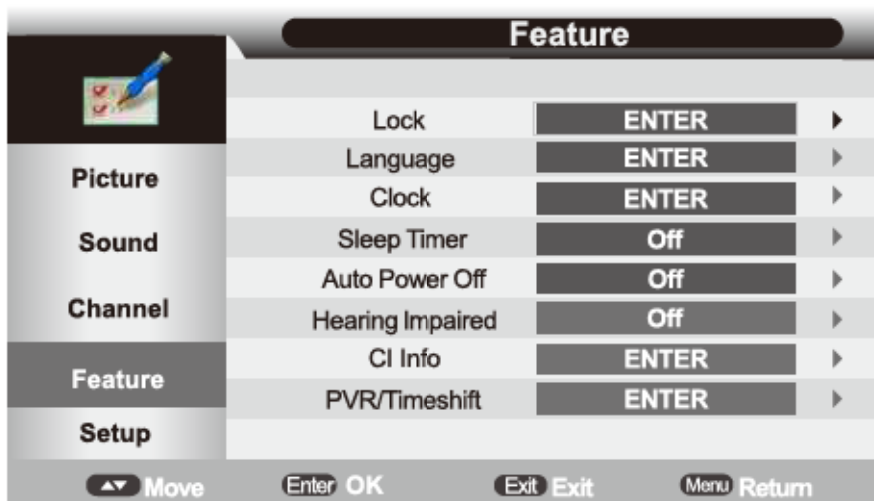 Feature
Picture
Sound
Channel
Feature
Setup
Lock ENTER
Language ENTER
Clock ENTER
Sleep Timer Off
Auto Power Off Off
Hearing Impaired Off
CI Info ENTER
PVR/Timeshift ENTER
Move Enter OK Exit Exit Menu Return